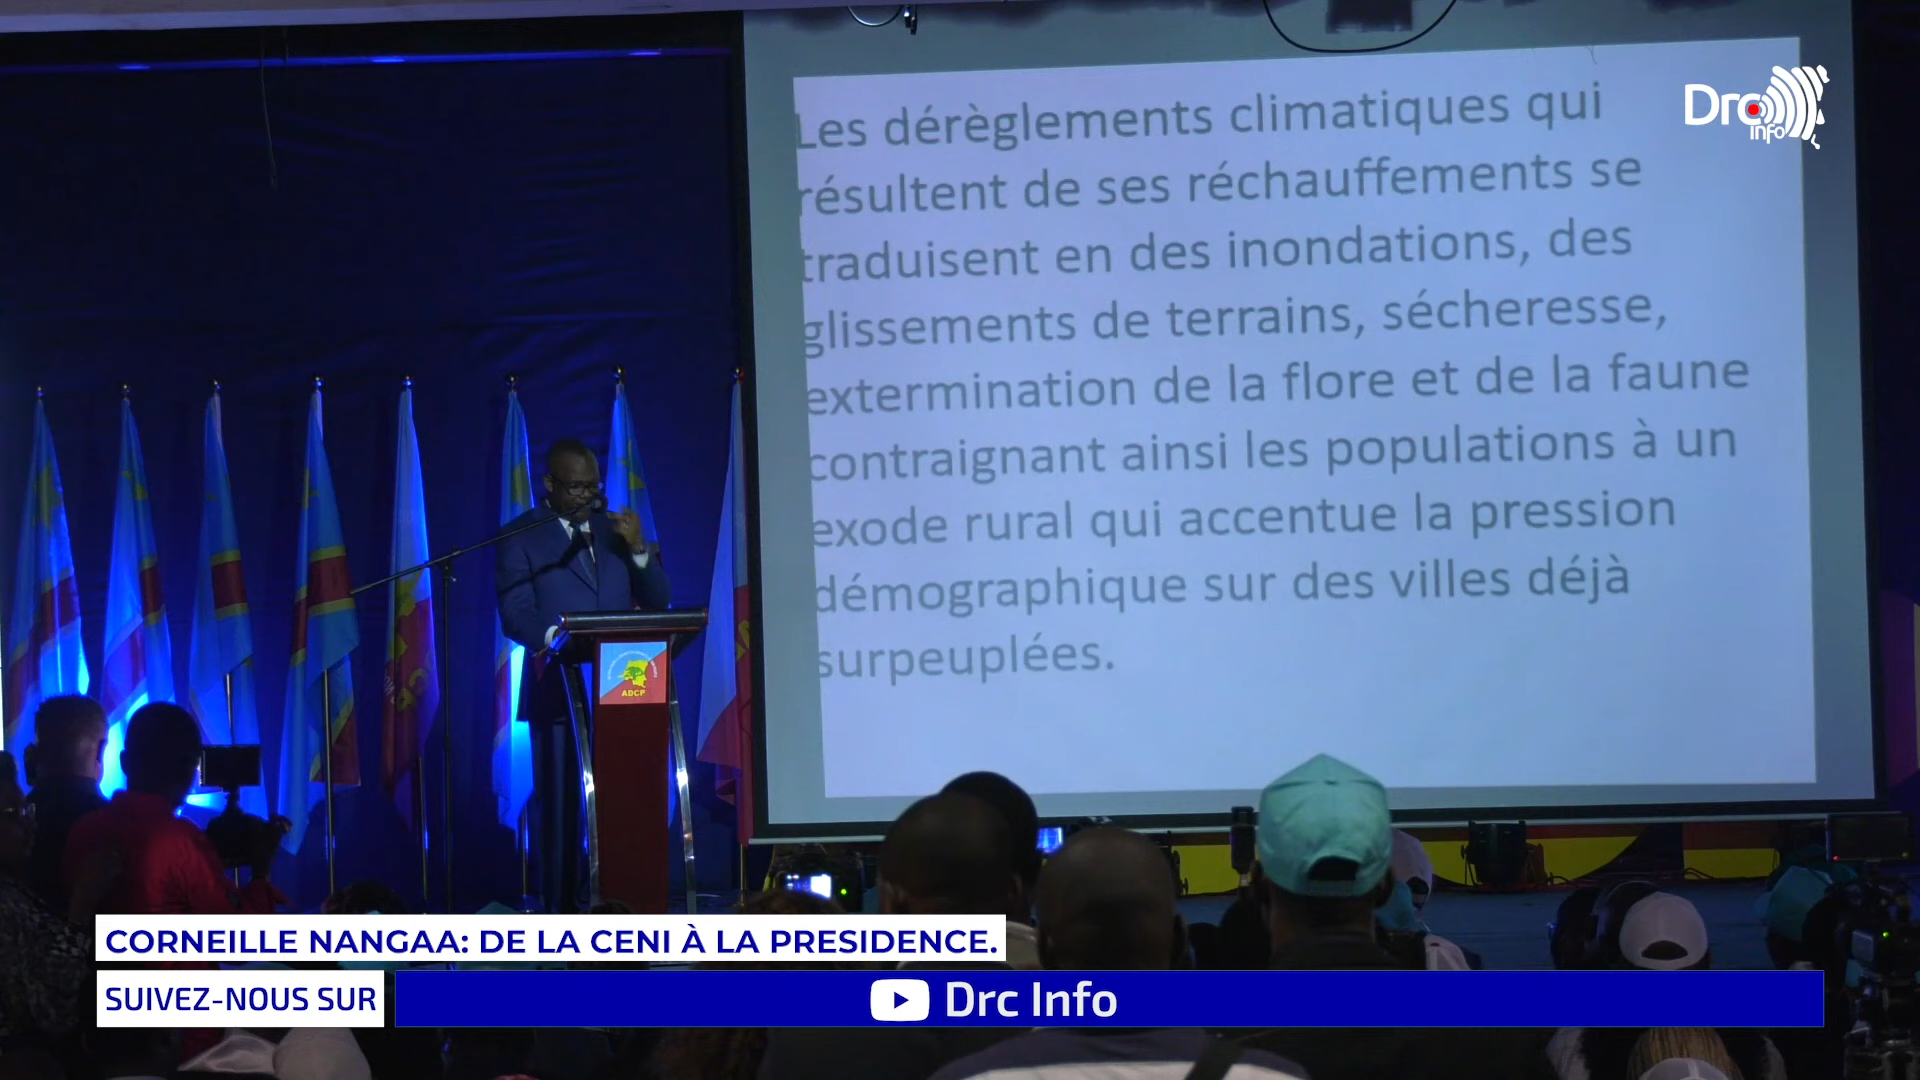 Les dérèglements climatiques qui
résultent de ses réchauffements se
traduisent en des inondations, des
glissements de terrains, sécheresse,
extermination de la flore et de la faune
contraignant ainsi les populations à un
exode rural qui accentue la pression
démographique sur des villes déjà
surpeuplées.
Drc
info
ADCP
CORNEILLE NANGAA: DE LA CENI À LA PRESIDENCE.
SUIVEZ-NOUS SUR
Drc Info